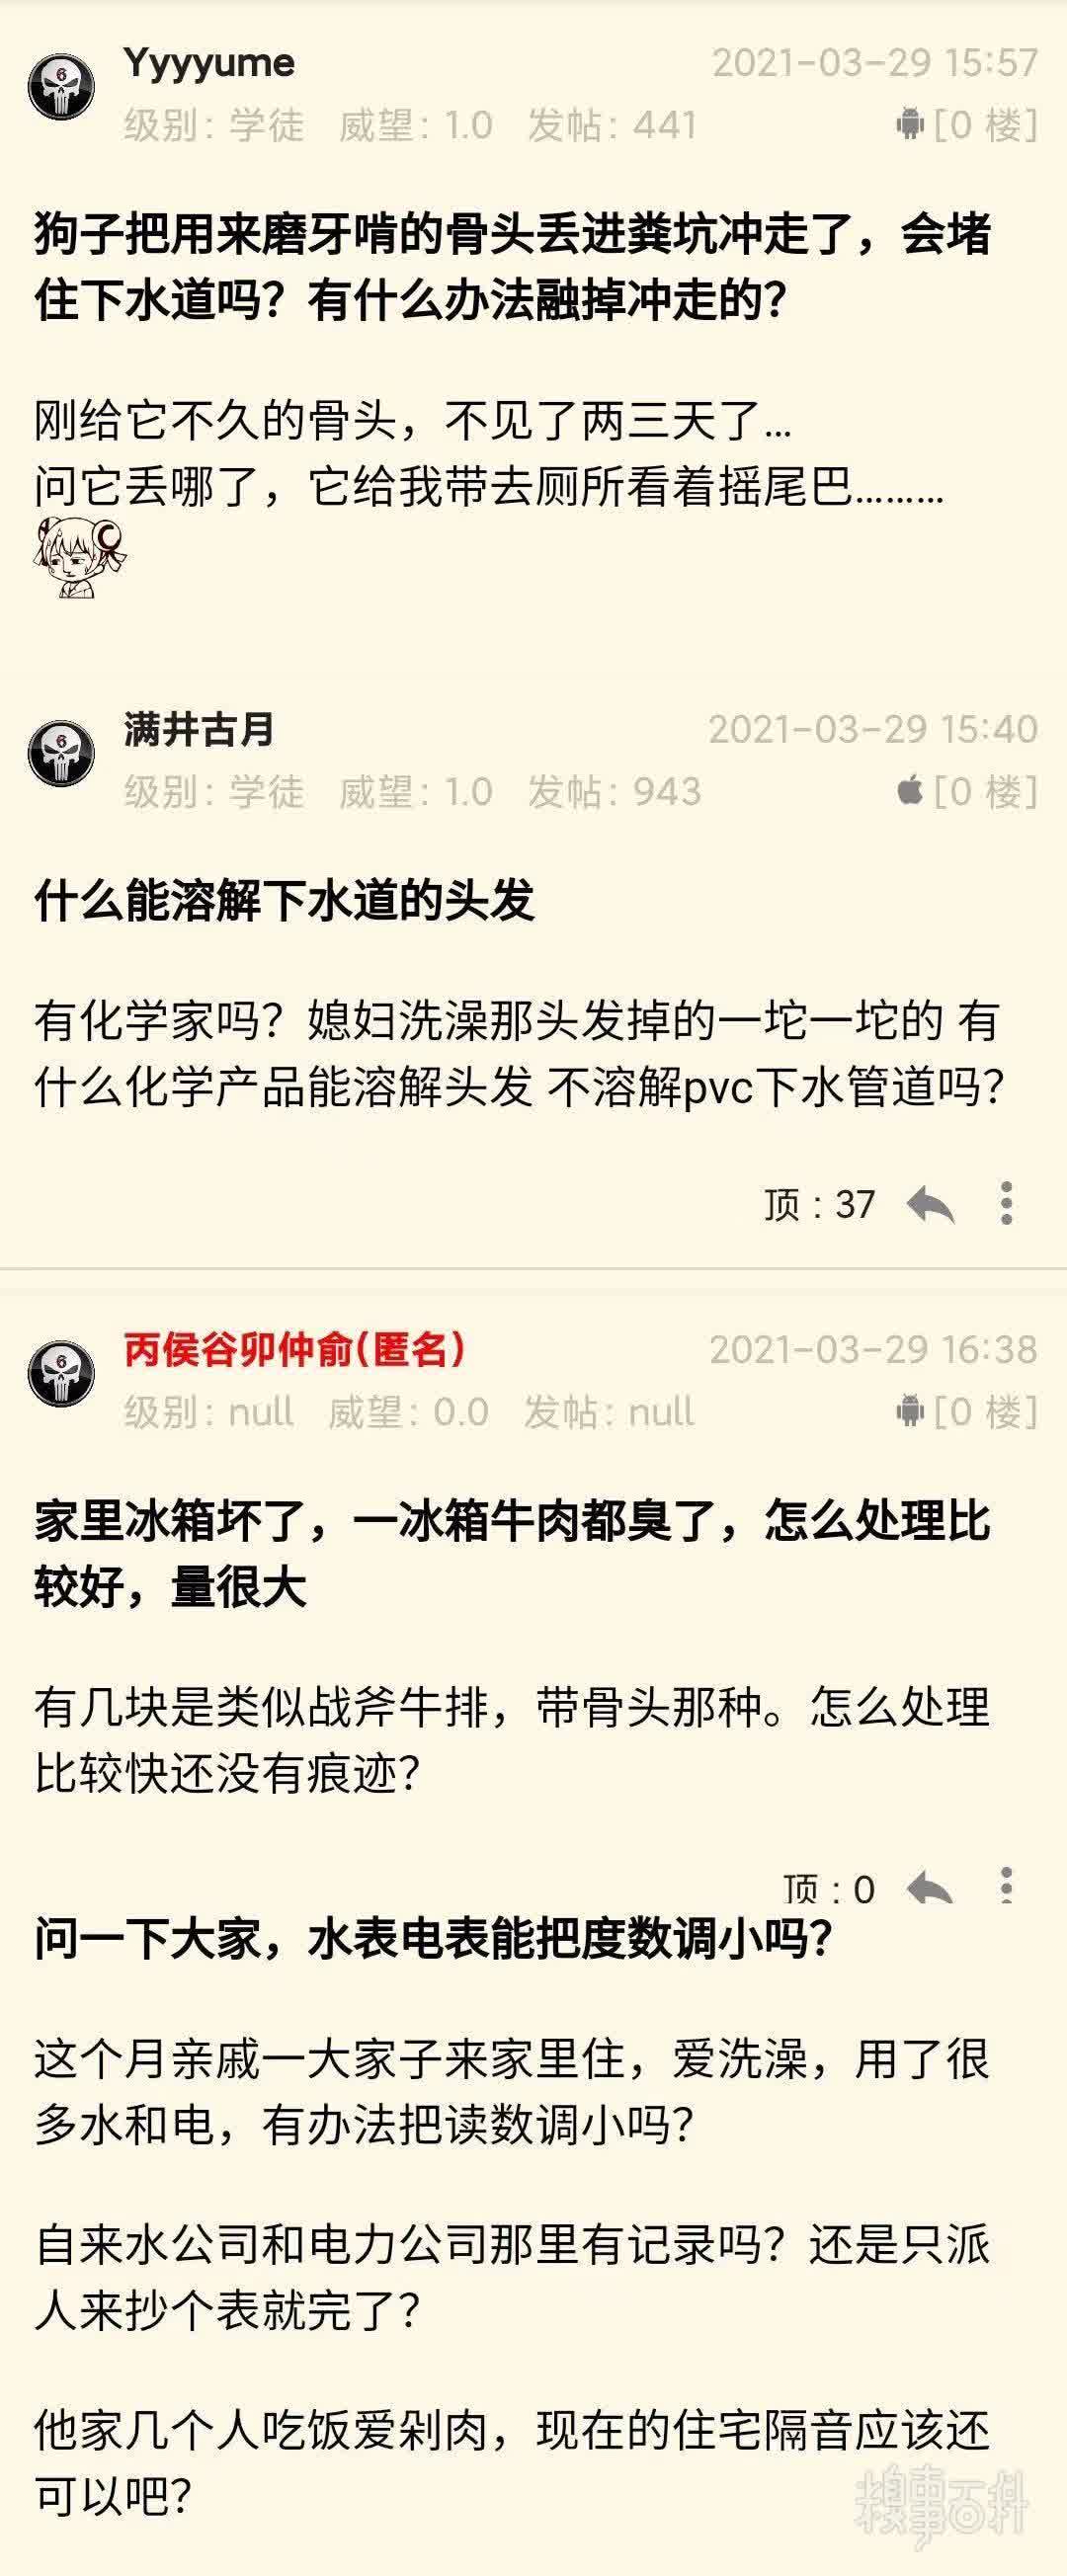 Yyyyume 2021-03-29 15:57
级别: 学徒 威望: 1.0 发帖: 441 [0 楼]
狗子把用来磨牙啃的骨头丢进粪坑冲走了，会堵
住下水道吗？有什么办法融掉冲走的？
刚给它不久的骨头，不见了两三天了...
问它丢哪了，它给我带去厕所看着摇尾巴.........
满井古月 2021-03-29 15:40
级别: 学徒 威望: 1.0 发帖: 943 [0 楼]
什么能溶解下水道的头发
有化学家吗？媳妇洗澡那头发掉的一坨一坨的 有
什么化学产品能溶解头发 不溶解pvc下水管道吗？
顶 : 37
丙侯谷卯仲俞(匿名) 2021-03-29 16:38
级别: null 威望: 0.0 发帖: null [0 楼]
家里冰箱坏了，一冰箱牛肉都臭了，怎么处理比
较好，量很大
有几块是类似战斧牛排，带骨头那种。怎么处理
比较快还没有痕迹？
顶 : 0
问一下大家，水表电表能把度数调小吗？
这个月亲戚一大家子来家里住，爱洗澡，用了很
多水和电，有办法把读数调小吗？
自来水公司和电力公司那里有记录吗？还是只派
人来抄个表就完了？
他家几个人吃饭爱剁肉，现在的住宅隔音应该还
可以吧？
糗事百科